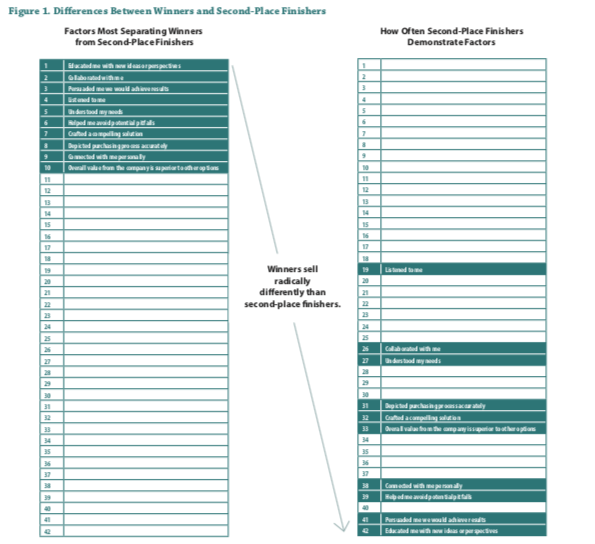 Figure 1. Differences Between Winners and Second-Place Finishers
Factors Most Separating Winners
from Second-Place Finishers
1 Educated me with new ideas or perspectives
2 Collaborated with me
3 Persuaded me we would achieve results
4 Listened to me
5 Understood my needs
6 Helped me avoid potential pitfalls
7 Crafted a compelling solution
8 Depicted purchasing process accurately
9 Connected with me personally
10 Overall value from the company is superior to other options
11
12
13
14
15
16
17
18
19
20
21
22
23
24
25
26
27
28
29
30
31
32
33
34
35
36
37
38
39
40
41
42
Winners sell
radically
differently than
second-place finishers.
How Often Second-Place Finishers
Demonstrate Factors
1
2
3
4
5
6
7
8
9
10
11
12
13
14
15
16
17
18
19 Listened to me
20
21
22
23
24
25
26 Collaborated with me
27 Understood my needs
28
29
30
31 Depicted purchasing process accurately
32 Crafted a compelling solution
33 Overall value from the company is superior to other options
34
35
36
37
38 Connected with me personally
39 Helped me avoid potential pitfalls
40
41 Persuaded me we would achieve results
42 Educated me with new ideas or perspectives